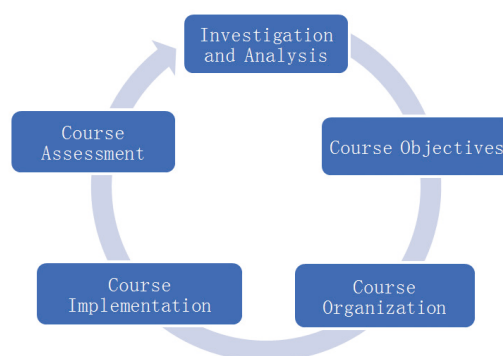 Investigation
and Analysis
Course Objectives
Course
Organization
Course
Implementation
Course
Assessment